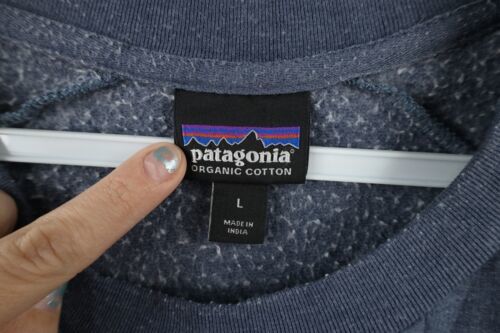 patagonia®
ORGANIC COTTON
L
MADE IN
INDIA